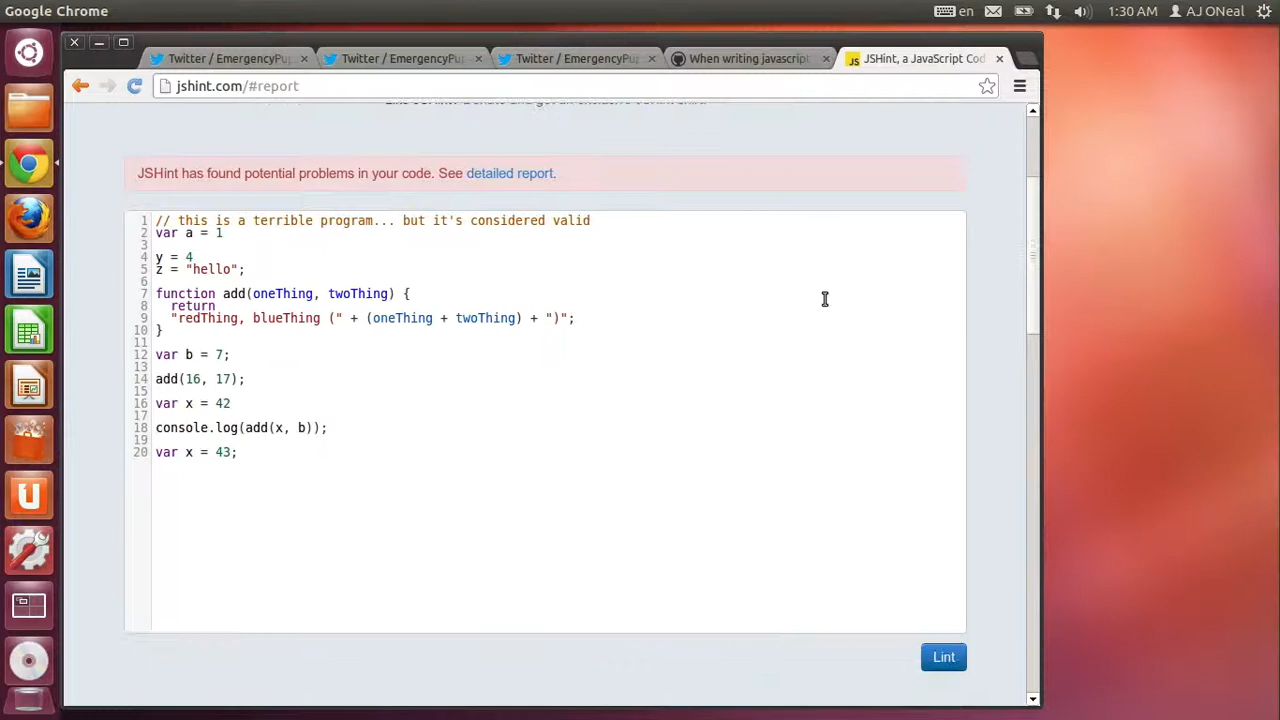 Google Chrome
en
1:30 AM
AJ ONeal
Twitter / EmergencyPu
Twitter / EmergencyPu
Twitter / EmergencyPu
When writing javascript
JSHint, a JavaScript Cod
jshint.com/#report
JSHint has found potential problems in your code. See detailed report.
1 // this is a terrible program... but it's considered valid
2 var a = 1
3
4 y = 4
5 z = "hello";
6
7 function add(oneThing, twoThing) {
8 return
9 "redThing, blueThing (" + (oneThing + twoThing) + ")";
10 }
11
12 var b = 7;
13
14 add(16, 17);
15
16 var x = 42
17
18 console.log(add(x, b));
19
20 var x = 43;
Lint